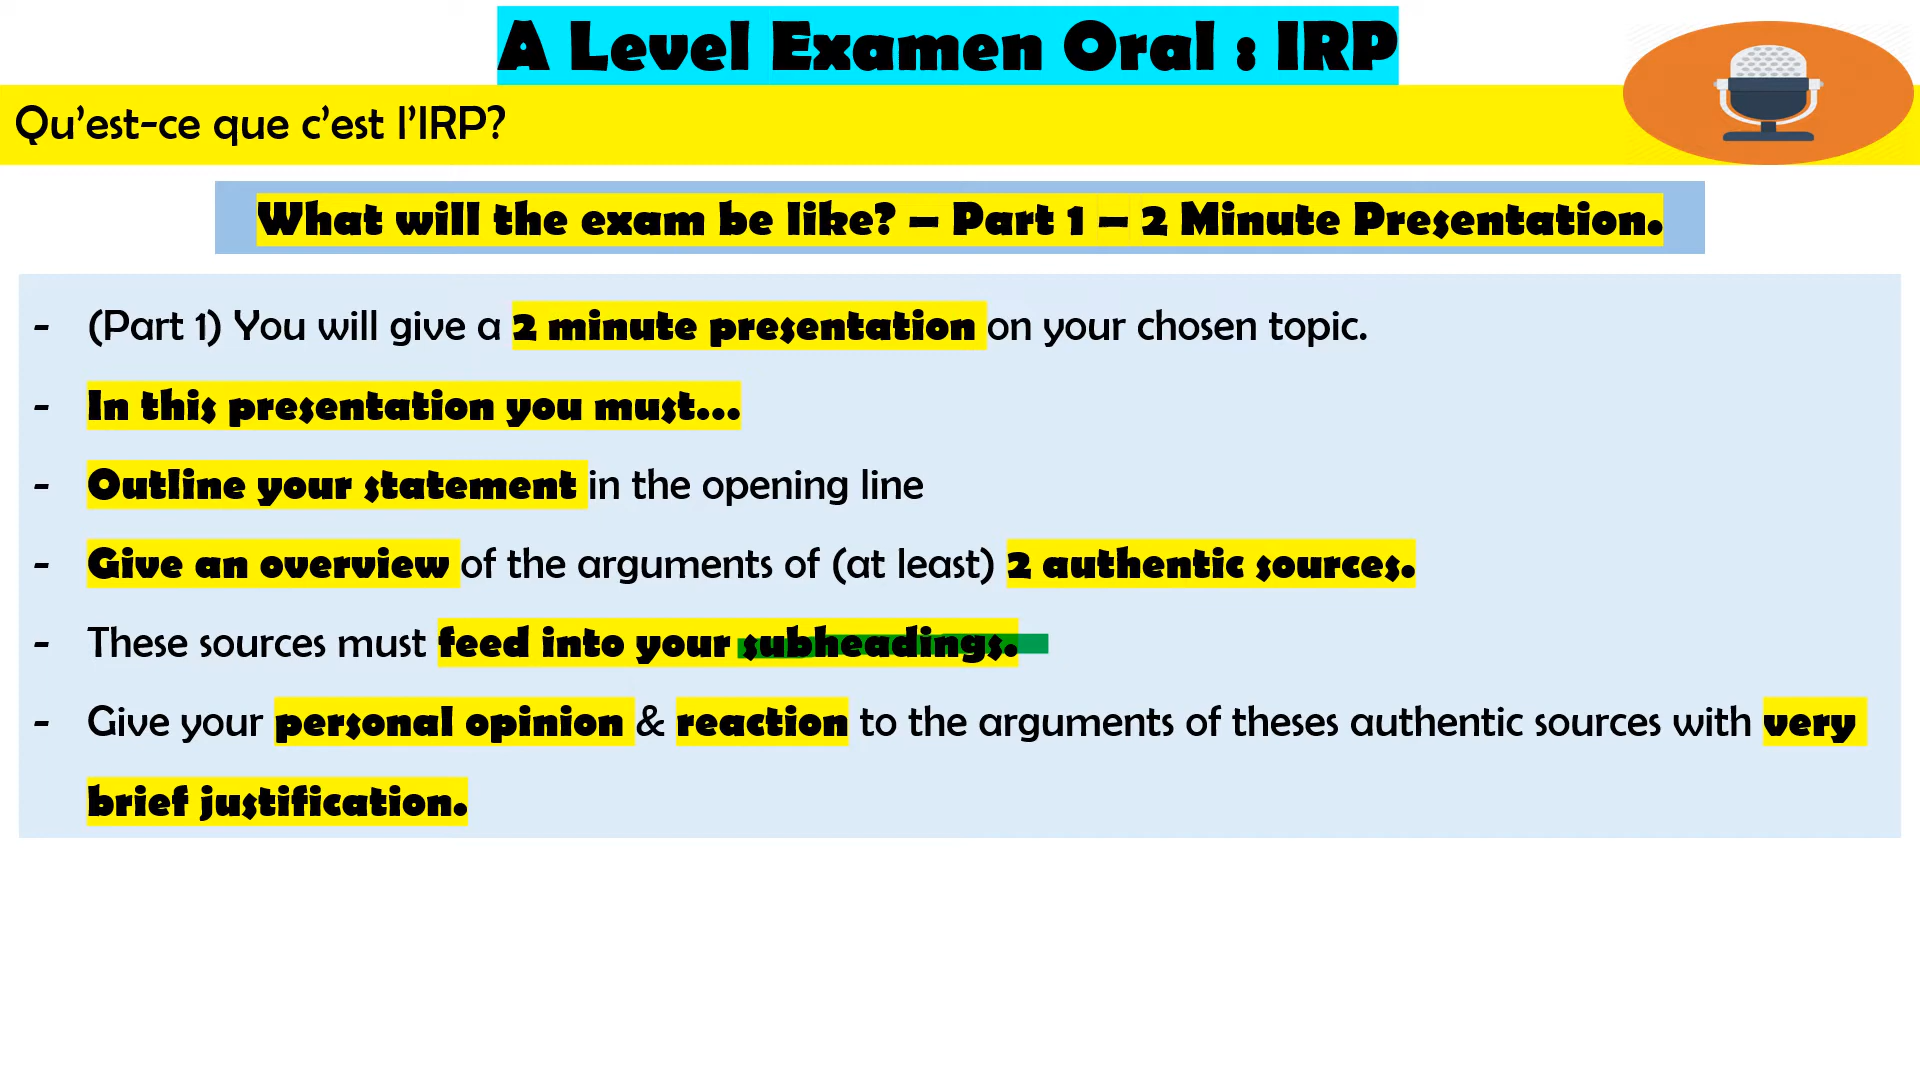 A Level Examen Oral : IRP
Qu’est-ce que c’est l’IRP?
What will the exam be like? – Part 1 – 2 Minute Presentation.
- (Part 1) You will give a 2 minute presentation on your chosen topic.
- In this presentation you must...
- Outline your statement in the opening line
- Give an overview of the arguments of (at least) 2 authentic sources.
- These sources must feed into your subheadings.
- Give your personal opinion & reaction to the arguments of theses authentic sources with very
brief justification.